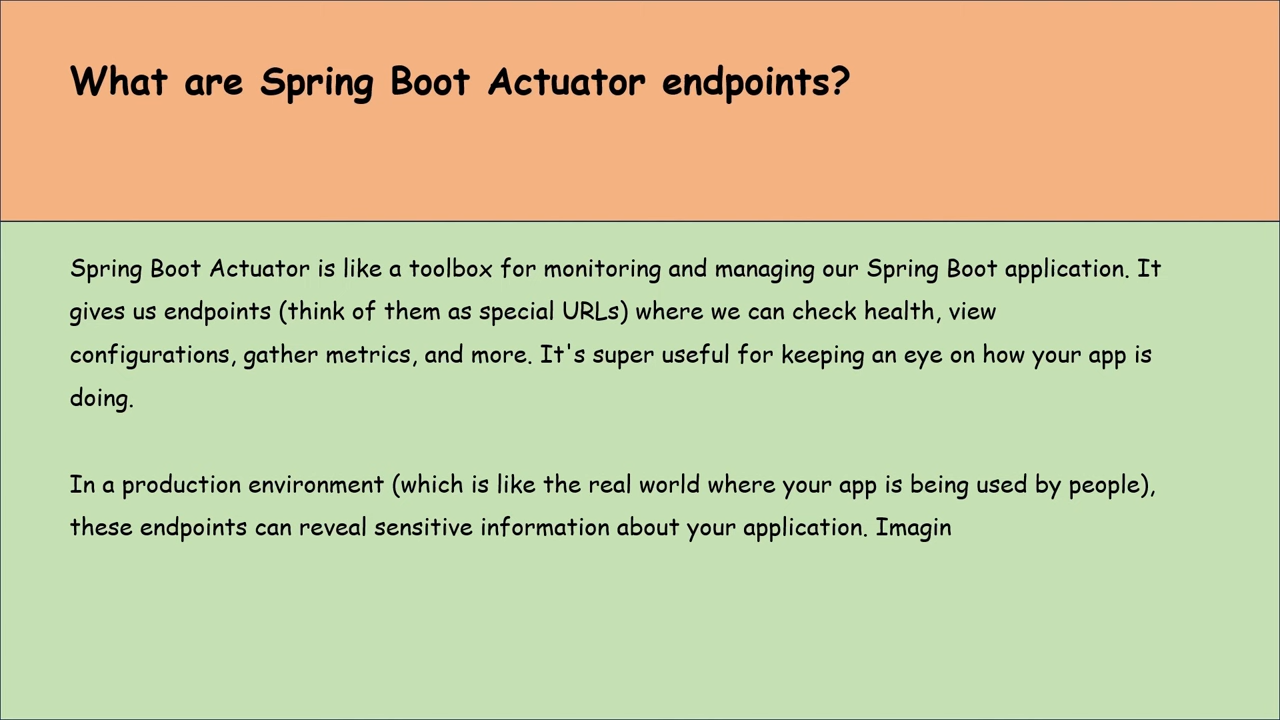 What are Spring Boot Actuator endpoints?
Spring Boot Actuator is like a toolbox for monitoring and managing our Spring Boot application. It
gives us endpoints (think of them as special URLs) where we can check health, view
configurations, gather metrics, and more. It's super useful for keeping an eye on how your app is
doing.
In a production environment (which is like the real world where your app is being used by people),
these endpoints can reveal sensitive information about your application. Imagin